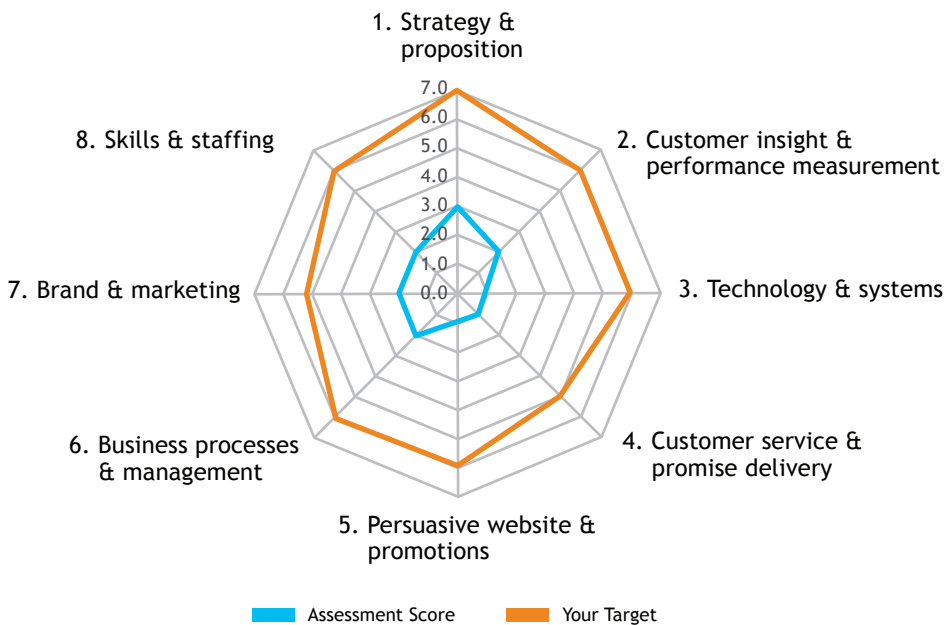 1. Strategy &
proposition
7.0
6.0
5.0
4.0
3.0
2.0
1.0
0.0
2. Customer insight &
performance measurement
3. Technology & systems
4. Customer service &
promise delivery
5. Persuasive website &
promotions
6. Business processes
& management
7. Brand & marketing
8. Skills & staffing
Assessment Score
Your Target